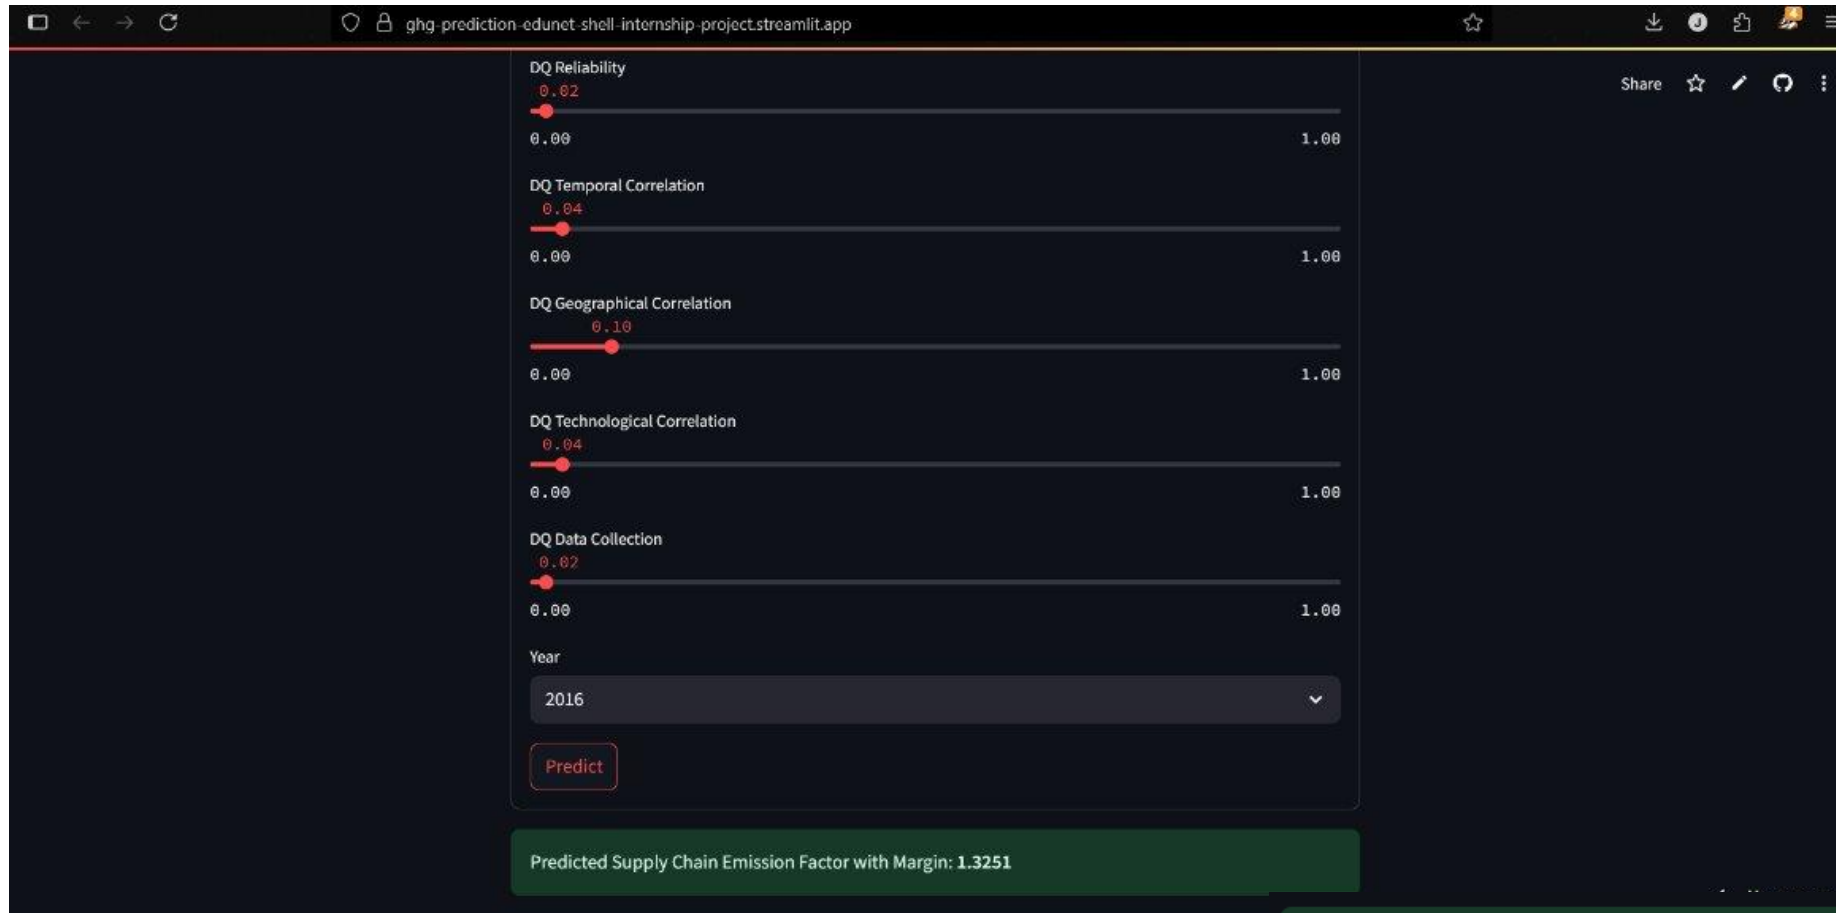 ghg-prediction-edunet-shell-internship-project.streamlit.app
J
4
Share
DQ Reliability
0.02
0.00 1.00
DQ Temporal Correlation
0.04
0.00 1.00
DQ Geographical Correlation
0.10
0.00 1.00
DQ Technological Correlation
0.04
0.00 1.00
DQ Data Collection
0.02
0.00 1.00
Year
2016
Predict
Predicted Supply Chain Emission Factor with Margin: 1.3251